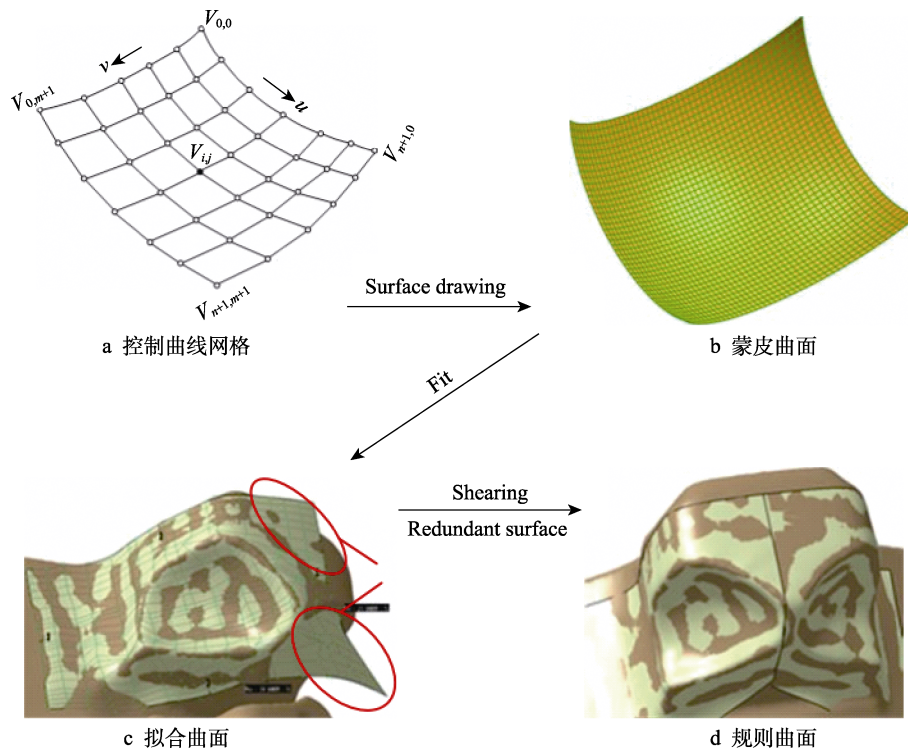 V0,0
v
u
V0,m+1
Vi,j
Vn+1,0
Vn+1,m+1
Surface drawing
a 控制曲线网格
b 蒙皮曲面
Fit
Shearing
Redundant surface
c 拟合曲面
d 规则曲面